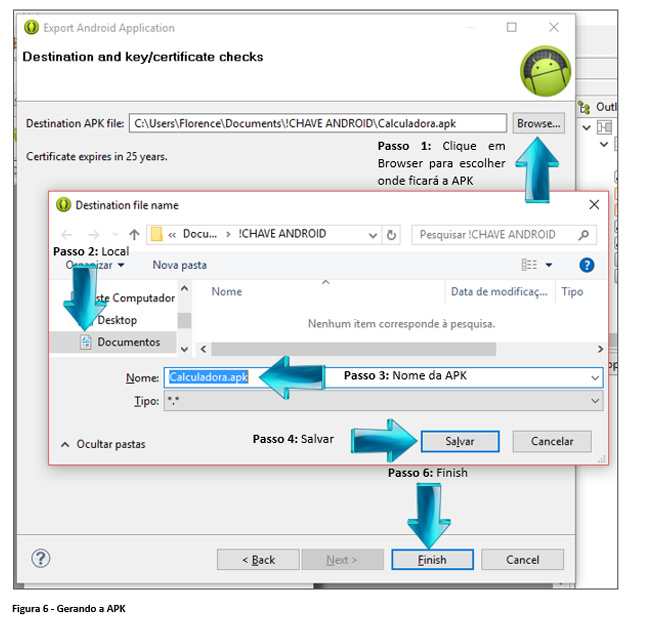 Export Android Application
Destination and key/certificate checks
Outl
Destination APK file: C:\Users\Florence\Documents\!CHAVE ANDROID\Calculadora.apk Browse...
Certificate expires in 25 years.
Passo 1: Clique em
Browser para escolher
onde ficará a APK
Destination file name
« Docu... > !CHAVE ANDROID Pesquisar !CHAVE ANDROID
Passo 2: Local
Organizar Nova pasta
ste Computador
Desktop
Documentos
Nome Data de modificaç... Tipo
Nenhum item corresponde à pesquisa.
Nome: Calculadora.apk Passo 3: Nome da APK
Tipo: *.*
Ocultar pastas Passo 4: Salvar Salvar Cancelar
Passo 6: Finish
< Back Next > Finish Cancel
Figura 6 - Gerando a APK